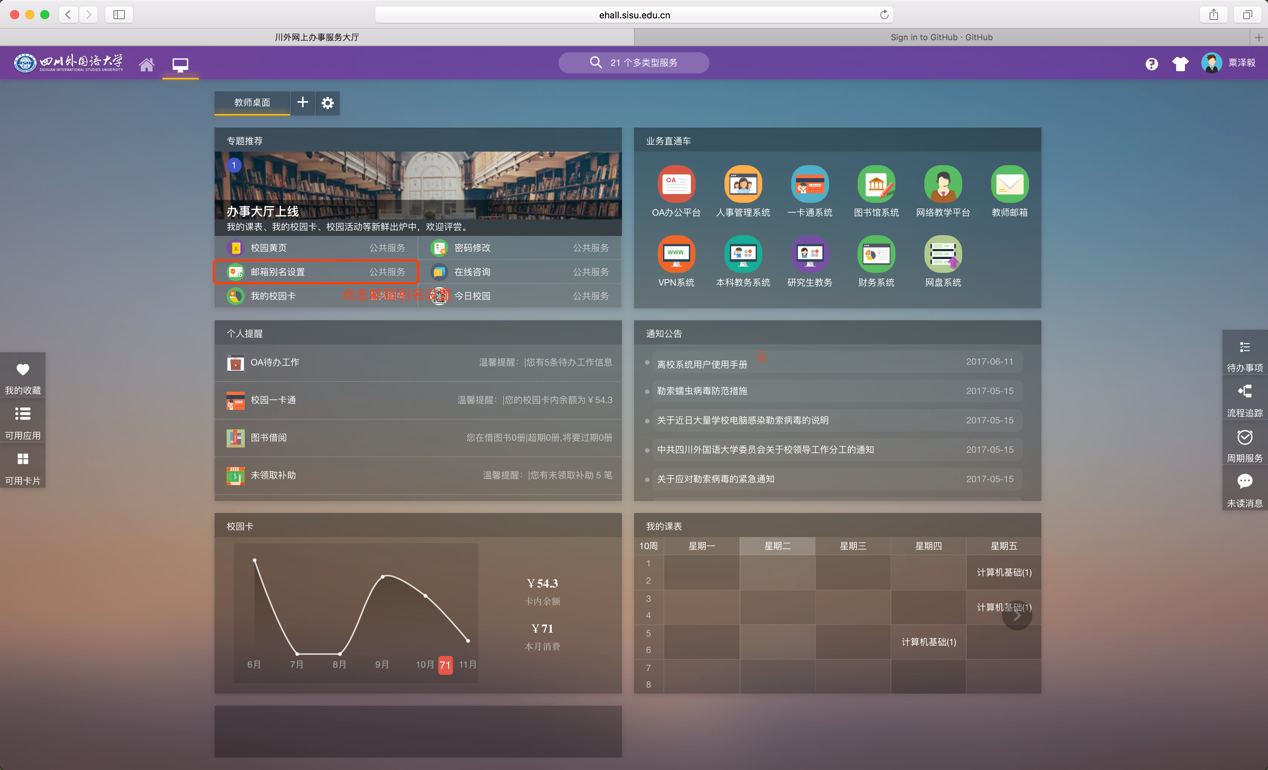 ehall.sisu.edu.cn
川外网上办事服务大厅
Sign in to GitHub · GitHub
四川外国语大学
SICHUAN INTERNATIONAL STUDIES UNIVERSITY
21 个多类型服务
粟泽毅
教师桌面
专题推荐
1
办事大厅上线
我的课表、我的校园卡、校园活动等新鲜出炉中，欢迎评尝。
校园黄页 公共服务
密码修改 公共服务
邮箱别名设置 公共服务
在线咨询 公共服务
我的校园卡 公共服务
今日校园 公共服务
业务直通车
OA办公平台
人事管理系统
一卡通系统
图书馆系统
网络教学平台
教师邮箱
VPN系统
本科教务系统
研究生教务
财务系统
网盘系统
个人提醒
OA待办工作 温馨提醒：|您有5条待办工作信息
校园一卡通 温馨提醒：|您的校园卡内余额为￥54.3
图书借阅 您在借图书0册|超期0册,将要过期0册
未领取补助 温馨提醒：|您有未领取补助 5 笔
通知公告
离校系统用户使用手册 2017-06-11
勒索蠕虫病毒防范措施 2017-05-15
关于近日大量学校电脑感染勒索病毒的说明 2017-05-15
中共四川外国语大学委员会关于校领导工作分工的通知 2017-05-15
关于应对勒索病毒的紧急通知 2017-05-15
我的收藏
可用应用
可用卡片
待办事项
流程追踪
周期服务
未读消息
校园卡
6月 7月 8月 9月 10月 71 11月
￥54.3
卡内余额
￥71
本月消费
我的课表
10周 星期一 星期二 星期三 星期四 星期五
1
计算机基础(1)
2
3
计算机基础(1)
4
5
计算机基础(1)
6
7
8